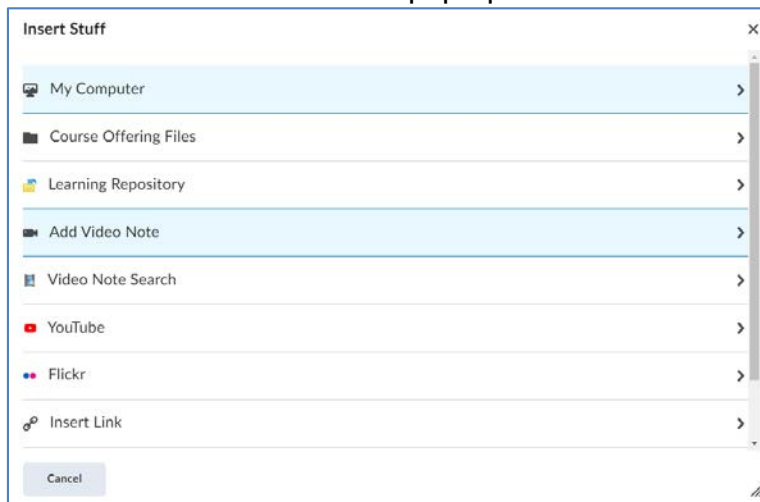 Insert Stuff
My Computer
Course Offering Files
Learning Repository
Add Video Note
Video Note Search
YouTube
Flickr
Insert Link
Cancel